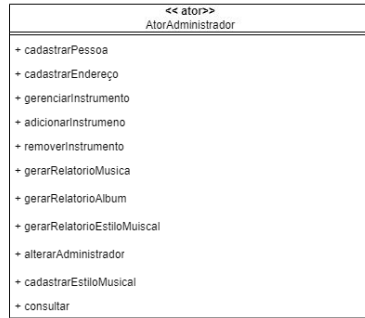 << ator>>
AtorAdministrador
+ cadastrarPessoa
+ cadastrarEndereço
+ gerenciarInstrumento
+ adicionarInstrumeno
+ removerInstrumento
+ gerarRelatorioMusica
+ gerarRelatorioAlbum
+ gerarRelatorioEstiloMuiscal
+ alterarAdministrador
+ cadastrarEstiloMusical
+ consultar